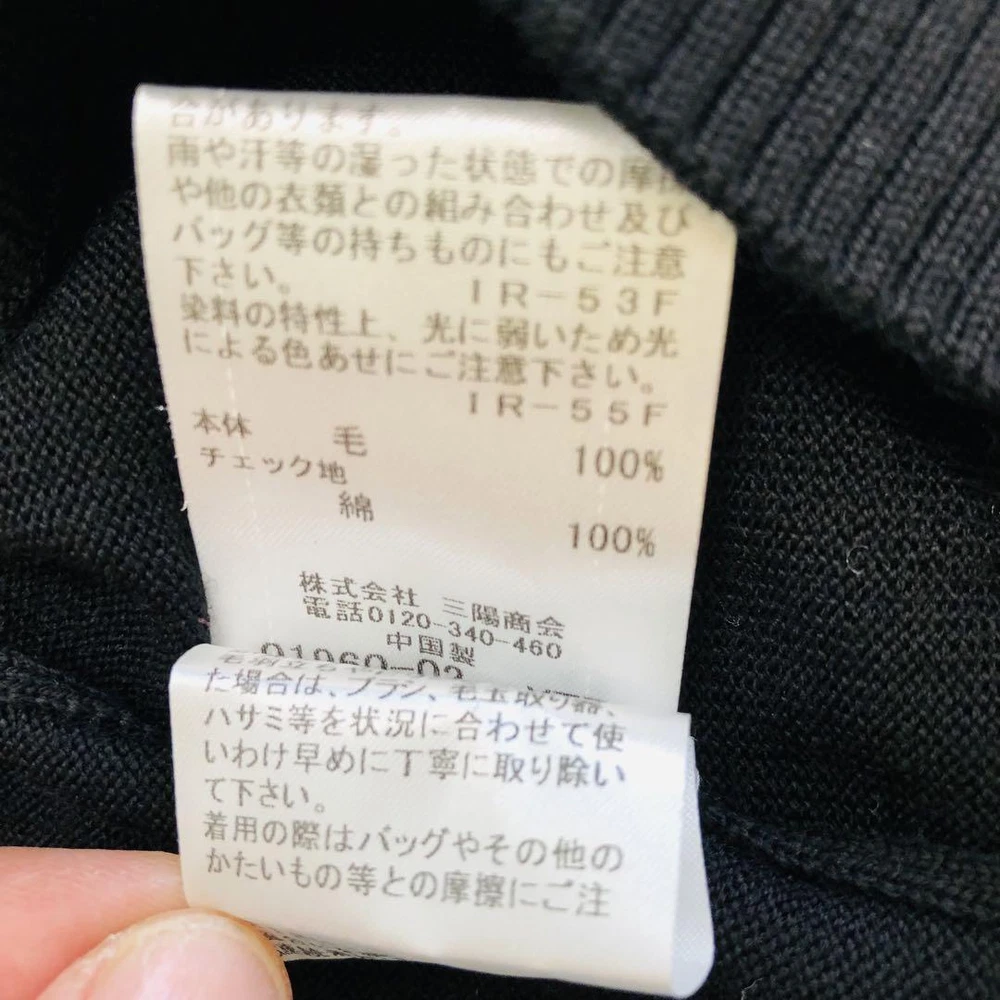 合があります。
雨や汗等の湿った状態での摩擦
や他の衣類との組み合わせ及び
バッグ等の持ちものにもご注意
下さい。 IR-53F
染料の特性上、光に弱いため光
による色あせにご注意下さい。
IR-55F
本体 毛 100%
チェック地
綿 100%
株式会社 三陽商会
電話0120-340-460
中国製
91960-02
た場合は、ブラシ、毛玉取り器、
ハサミ等を状況に合わせて使
いわけ早めに丁寧に取り除い
て下さい。
着用の際はバッグやその他の
かたいもの等との摩擦にご注